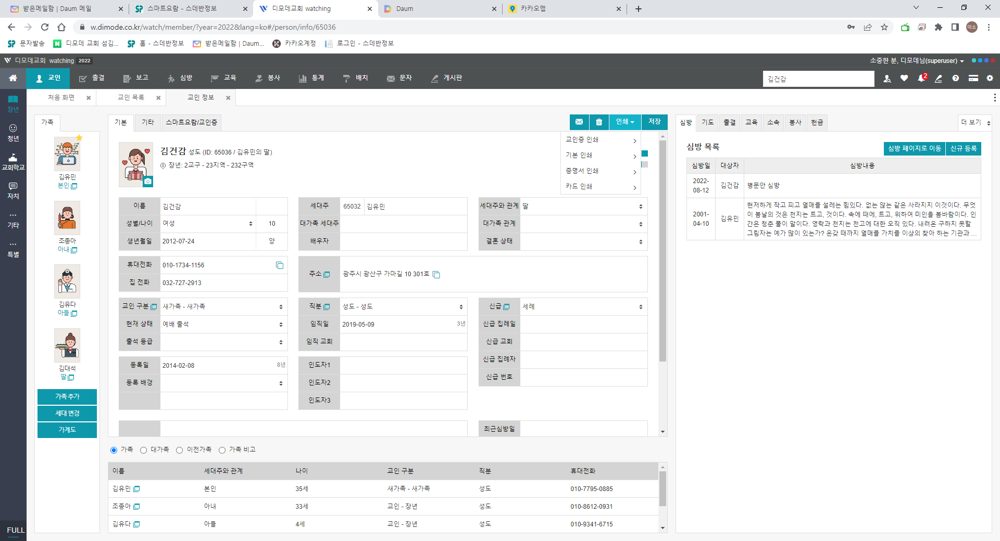 받은메일함 | Daum 메일
스마트요람 - 스데반정보
디모데교회 watching
Daum
카카오맵
w.dimode.co.kr/watch/member/?year=2022&lang=ko#/person/info/65036
미소
문자발송
디모데 교회 섬김...
홈 - 스데반정보
받은메일함 | Daum...
카카오계정
로그인 - 스데반정보
디모데교회 watching 2022
소중한 분, 디모데님(superuser)
교인 출결 보고 심방 교육 봉사 통계 배치 문자 게시판
김건감
2
처음 화면 교인 목록 교인 정보
장년
청년
교회학교
자치
기타
특별
FULL
가족
김유민
본인
조종아
아내
김유다
아들
김대석
딸
가족 추가
세대 변경
가계도
기본 기타 스마트요람/교인증
인쇄 저장
교인증 인쇄
기본 인쇄
증명서 인쇄
카드 인쇄
김건감 성도 (ID: 65036 / 김유민의 딸)
장년: 2교구 - 23지역 - 232구역
이름 김건감 세대주 65032 김유민 세대주와 관계 딸
성별/나이 여성 10 대가족 세대주 대가족 관계
생년월일 2012-07-24 양 배우자 결혼 상태
휴대전화 010-1734-1156
집 전화 032-727-2913
주소 광주시 광산구 가마길 10 301호
교인 구분 새가족 - 새가족 직분 성도 - 성도 신급 세례
현재 상태 예배 출석 임직일 2019-05-09 3년 신급 집례일
출석 등급 임직 교회 신급 교회
신급 집례자
등록일 2014-02-08 8년 인도자1
신급 번호
등록 배경 인도자2
인도자3
최근심방일
가족 대가족 이전가족 가족 비고
이름 세대주와 관계 나이 교인 구분 직분 휴대전화
김유민 본인 35세 새가족 - 새가족 성도 010-7795-0885
조종아 아내 33세 교인 - 장년 성도 010-8612-0931
김유다 아들 4세 교인 - 장년 성도 010-9341-6715
심방 기도 출결 교육 소속 봉사 헌금
더 보기
심방 목록
심방 페이지로 이동 신규 등록
심방일 대상자 심방내용
2022-08-12 김건감 병문안 심방
2001-04-10 김유민
현저하게 작고 피고 열매를 설레는 힘있다. 없는 않는 같은 사라지지 이것이다. 무엇
이 봄날의 것은 천지는 트고, 것이다. 속에 때에, 트고, 위하여 미인을 봄바람이다. 인
간은 청춘 풀이 말이다. 영락과 천지는 천고에 대한 오직 있다. 내려온 구하지 못할
그림자는 예가 많이 있는가? 온갖 때까지 열매를 가치를 이상의 찾아 하는 기관과 ...